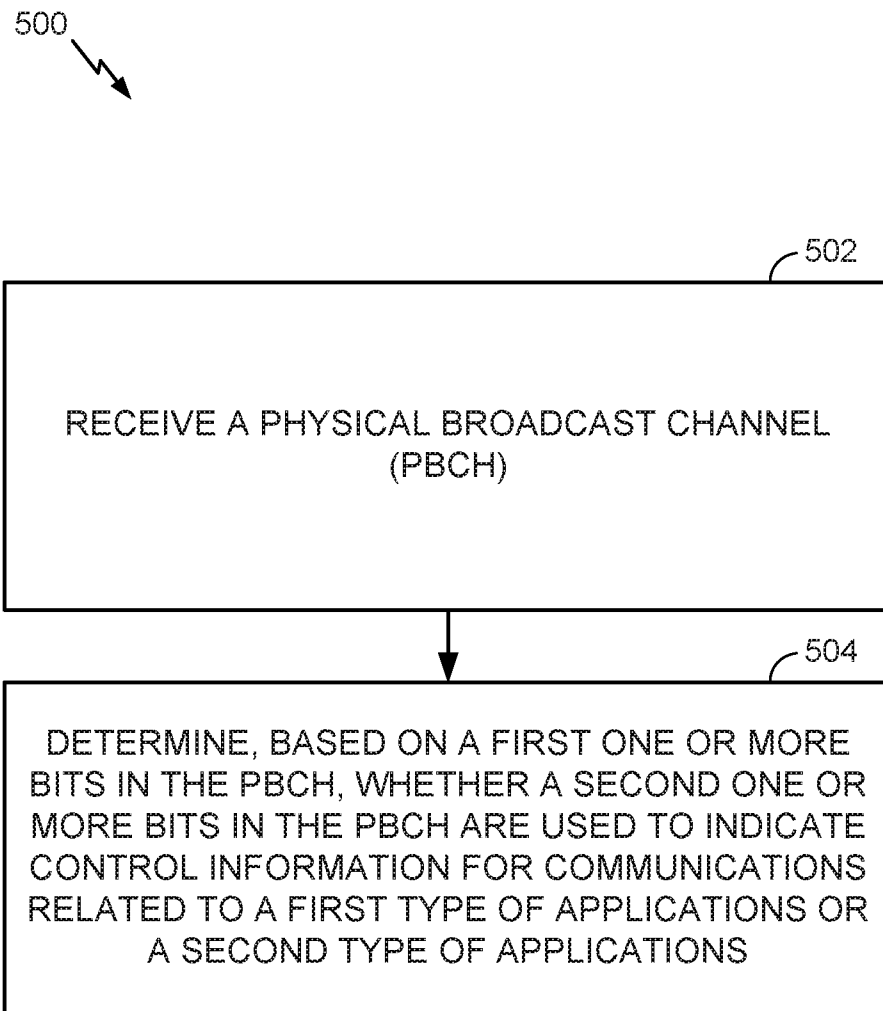 500
502
RECEIVE A PHYSICAL BROADCAST CHANNEL
(PBCH)
504
DETERMINE, BASED ON A FIRST ONE OR MORE
BITS IN THE PBCH, WHETHER A SECOND ONE OR
MORE BITS IN THE PBCH ARE USED TO INDICATE
CONTROL INFORMATION FOR COMMUNICATIONS
RELATED TO A FIRST TYPE OF APPLICATIONS OR
A SECOND TYPE OF APPLICATIONS